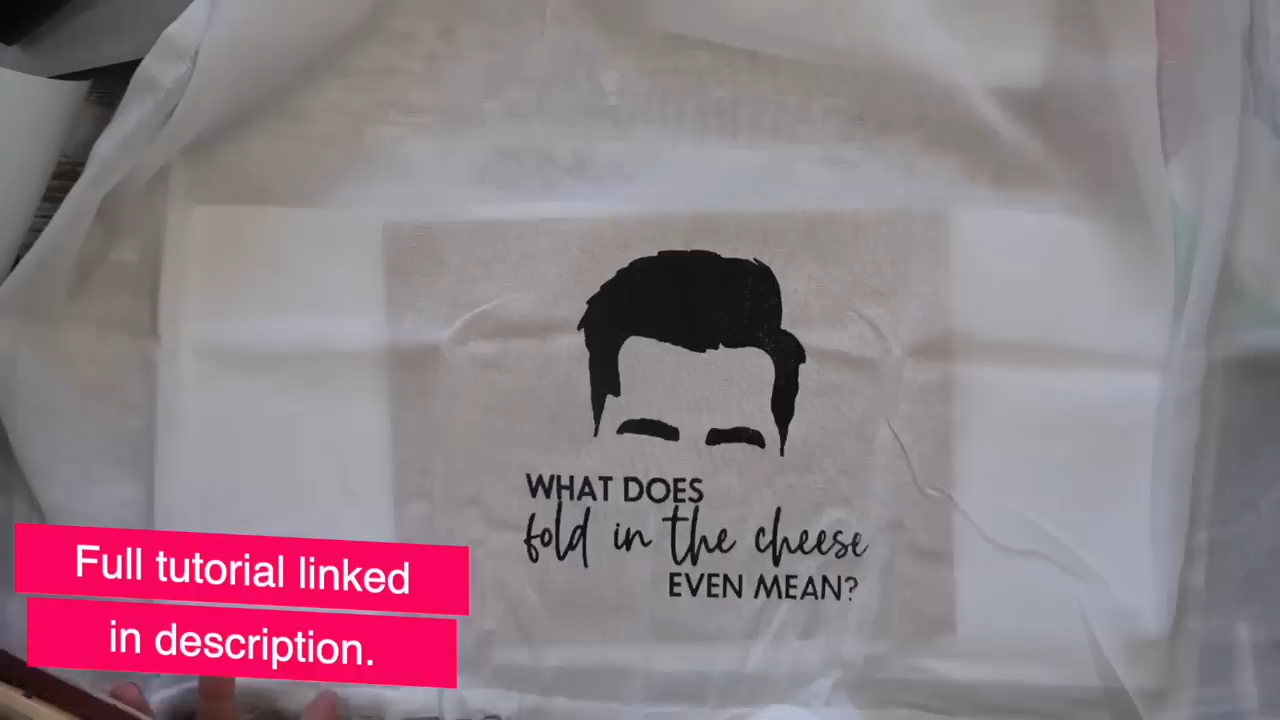 WHAT DOES
fold in the cheese
EVEN MEAN?
Full tutorial linked
in description.